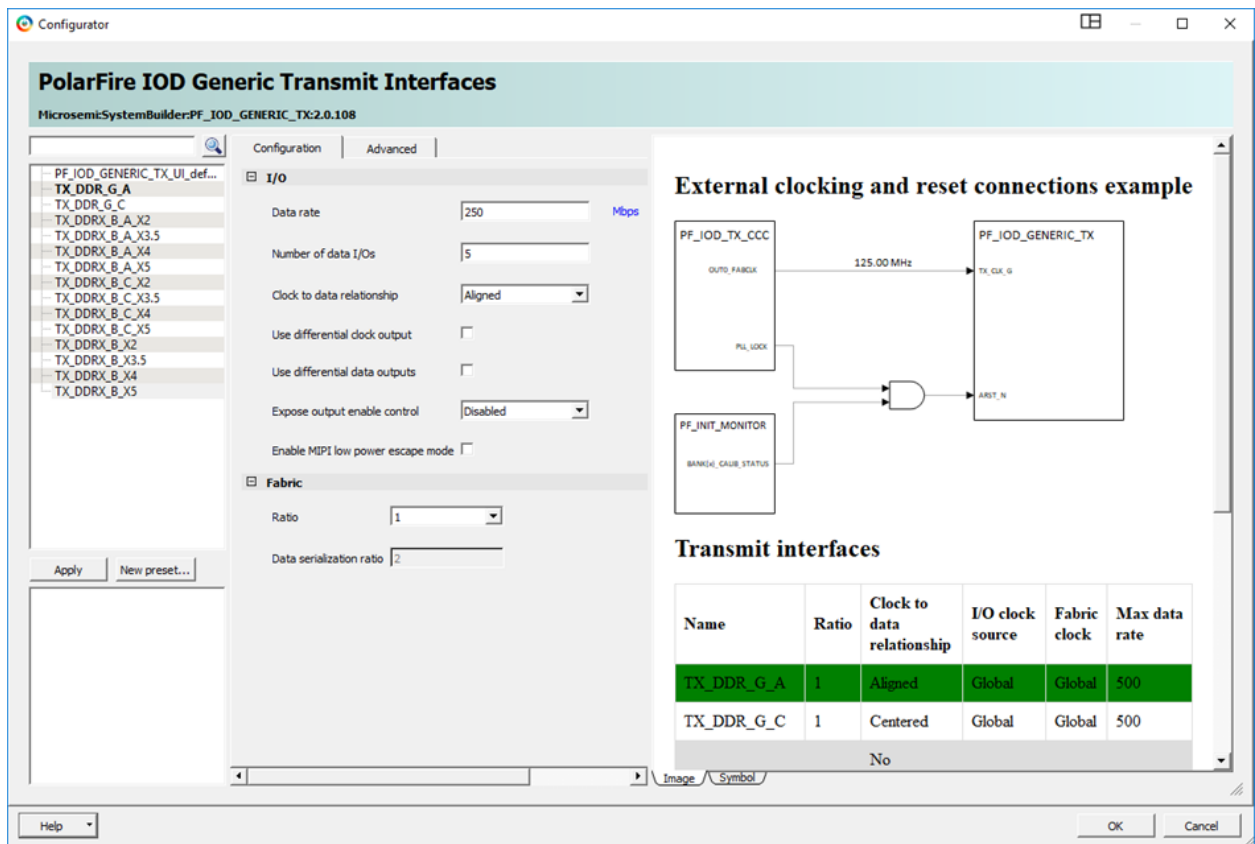 Configurator
PolarFire IOD Generic Transmit Interfaces
Microsemi:SystemBuilder:PF_IOD_GENERIC_TX:2.0.108
PF_IOD_GENERIC_TX_UI_def...
TX_DDR_G_A
TX_DDR_G_C
TX_DDRX_B_A_X2
TX_DDRX_B_A_X3.5
TX_DDRX_B_A_X4
TX_DDRX_B_A_X5
TX_DDRX_B_C_X2
TX_DDRX_B_C_X3.5
TX_DDRX_B_C_X4
TX_DDRX_B_C_X5
TX_DDRX_B_X2
TX_DDRX_B_X3.5
TX_DDRX_B_X4
TX_DDRX_B_X5
Apply New preset...
Configuration Advanced
I/O
Data rate 250 Mbps
Number of data I/Os 5
Clock to data relationship Aligned
Use differential clock output
Use differential data outputs
Expose output enable control Disabled
Enable MIPI low power escape mode
Fabric
Ratio 1
Data serialization ratio 2
External clocking and reset connections example
PF_IOD_TX_CCC
OUT0_FABCLK
PLL_LOCK
125.00 MHz
PF_IOD_GENERIC_TX
TX_CLK_G
ARST_N
PF_INIT_MONITOR
BANK(x)_CALIB_STATUS
Transmit interfaces
Name Ratio Clock to data relationship I/O clock source Fabric clock Max data rate
TX_DDR_G_A 1 Aligned Global Global 500
TX_DDR_G_C 1 Centered Global Global 500
No
Image Symbol
Help OK Cancel